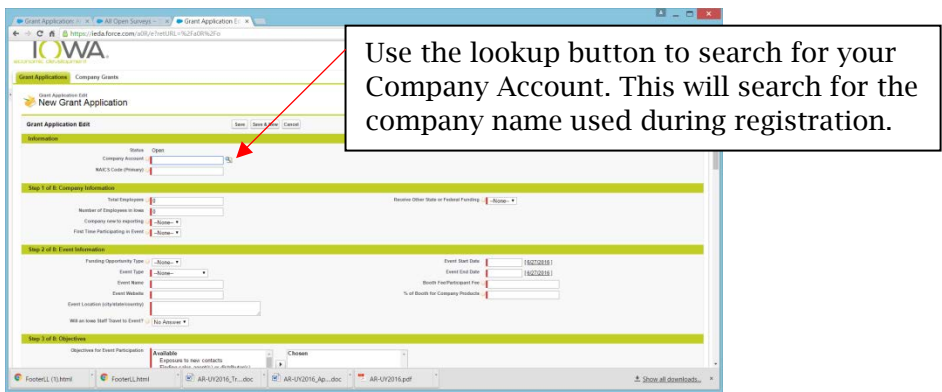 Grant Application: N
All Open Surveys ~
Grant Application Ed
https://ieda.force.com/a0R/e?retURL=%2Fa0R%2Fo
IOWA
economic development
Use the lookup button to search for your
Company Account. This will search for the
company name used during registration.
Grant Applications Company Grants
Grant Application Edit
New Grant Application
Grant Application Edit
Save Save & New Cancel
Information
Status Open
Company Account
NAICS Code (Primary)
Step 1 of 8: Company Information
Total Employees 0
Receive Other State or Federal Funding --None--
Number of Employees in Iowa 0
Company new to exporting --None--
First Time Participating in Event --None--
Step 2 of 8: Event Information
Funding Opportunity Type --None--
Event Start Date [ 6/27/2016 ]
Event Type --None--
Event End Date [ 6/27/2016 ]
Event Name
Booth Fee/Participant Fee
Event Website
% of Booth for Company Products
Event Location (city/state/country)
Will an Iowa Staff Travel to Event? No Answer
Step 3 of 8: Objectives
Objectives for Event Participation
Available Chosen
Exposure to new contacts
FooterLL (1).html
FooterLL.html
AR-UY2016_Tr....doc
AR-UY2016_Ap....doc
AR-UY2016.pdf
Show all downloads...